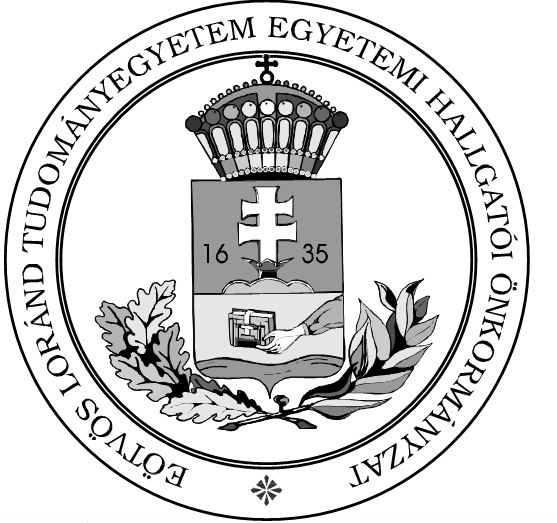 EÖTVÖS LORÁND TUDOMÁNYEGYETEM EGYETEMI HALLGATÓI ÖNKORMÁNYZAT
16 35